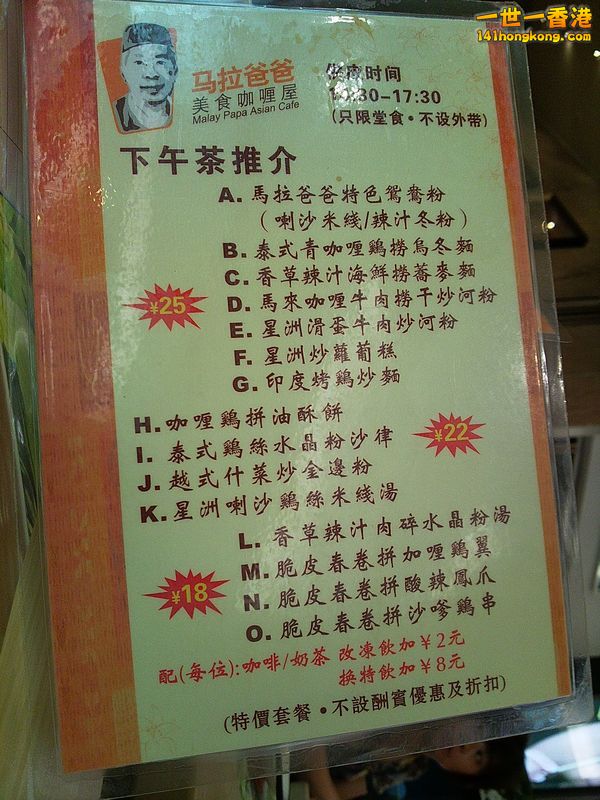 一世一香港
141hongkong.com
马拉爸爸
美食咖喱屋
Malay Papa Asian Cafe
时间
-17:30
(只限堂食·不设外带)
下午茶推介
A. 馬拉爸爸特色鴛鴦粉
(喇沙米綫/辣汁冬粉)
B. 泰式青咖喱鷄撈烏冬麵
C. 香草辣汁海鮮撈蕎麥麵
¥25
D. 馬來咖喱牛肉撈干炒河粉
E. 星洲滑蛋牛肉炒河粉
F. 星洲炒蘿蔔糕
G. 印度烤鷄炒麵
H. 咖喱鷄拼油酥餅
I. 泰式鷄絲水晶粉沙律
¥22
J. 越式什菜炒金邊粉
K. 星洲喇沙鷄絲米綫湯
L. 香草辣汁肉碎水晶粉湯
M. 脆皮春卷拼加喱鷄翼
¥18
N. 脆皮春卷拼酸辣鳳爪
O. 脆皮春卷拼沙嗲鷄串
配(每位):咖啡/奶茶 改凍飲加¥2元
换特飲加¥8元
(特價套餐·不設酬賓優惠及折扣)